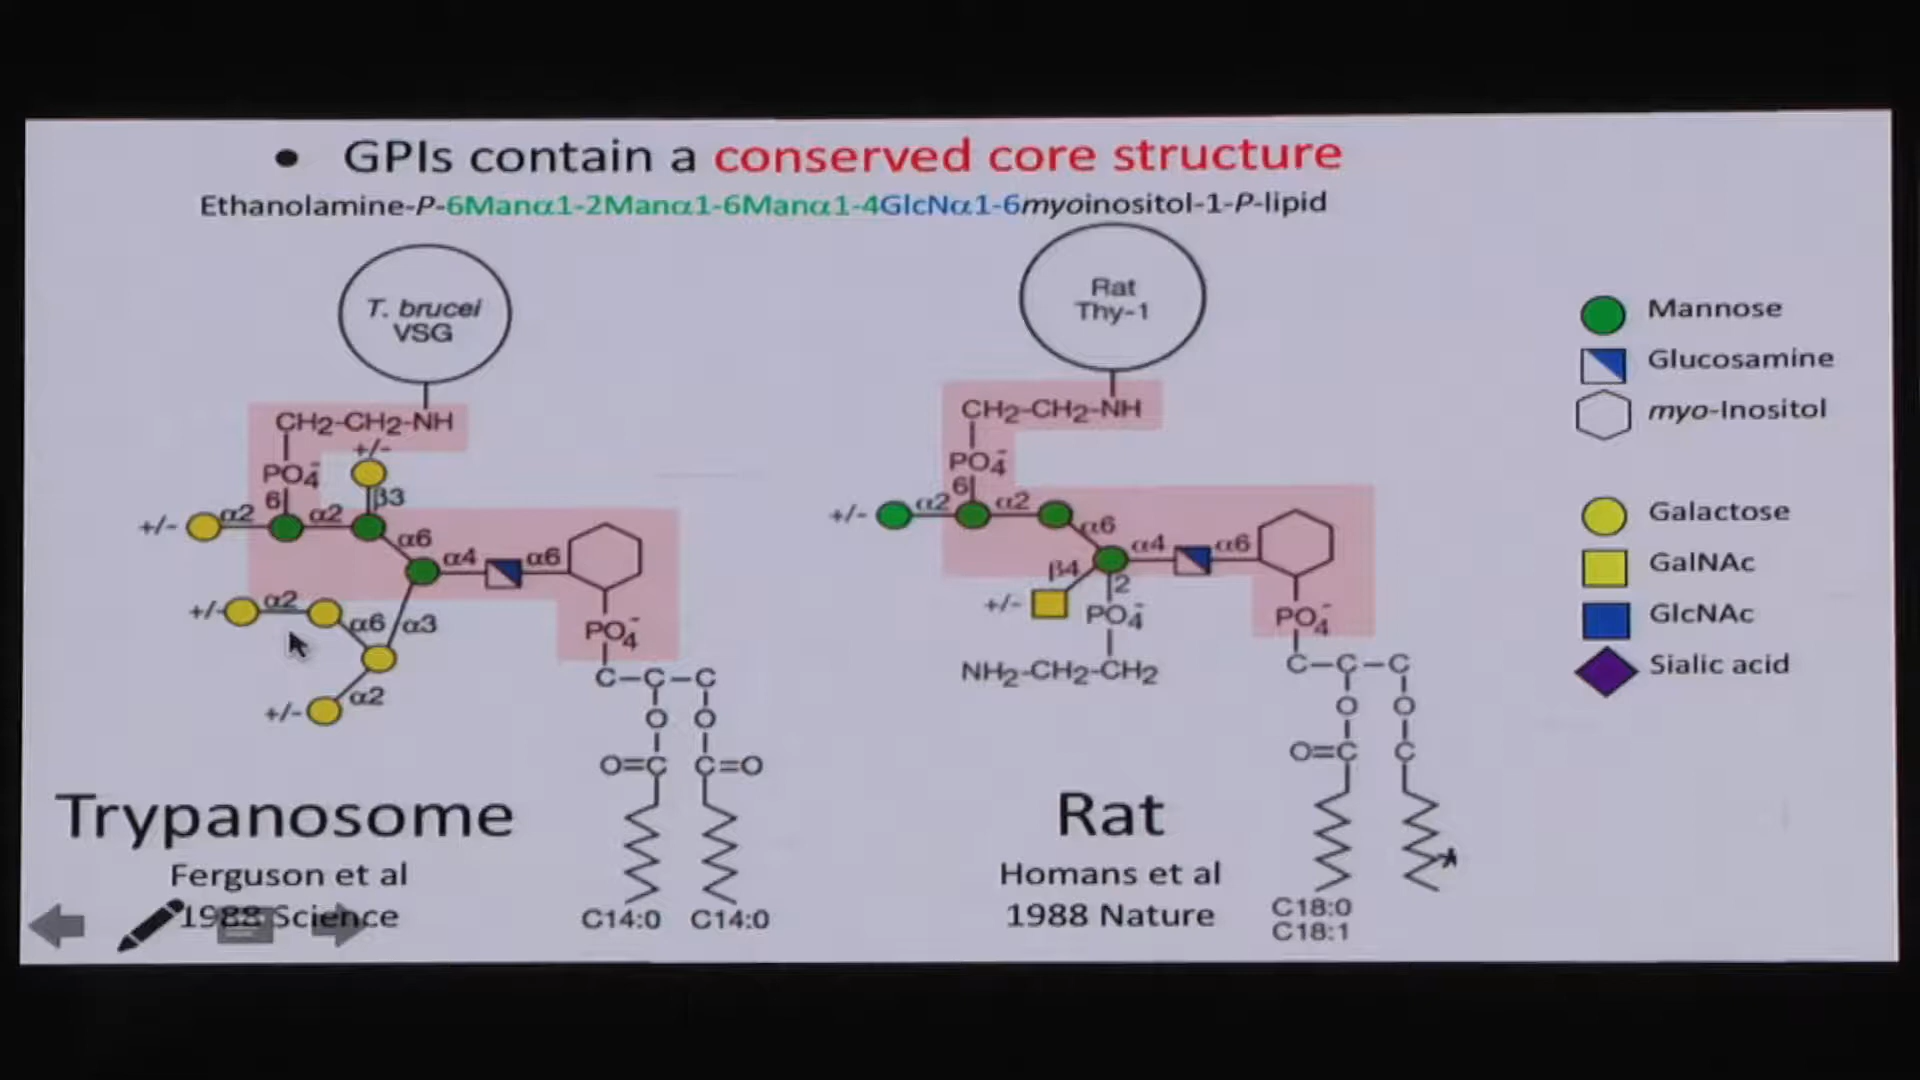 • GPIs contain a conserved core structure
Ethanolamine-P-6Manα1-2Manα1-6Manα1-4GlcNα1-6myoinositol-1-P-lipid
T. brucei
VSG
CH2-CH2-NH
+/-
PO4-
6
β3
+/-
α2
α2
α6
α4
α6
+/-
α2
α6
α3
PO4-
+/-
α2
C-C-C
O O
O=C C=O
C14:0 C14:0
Trypanosome
Ferguson et al
1988 Science
Rat
Thy-1
CH2-CH2-NH
PO4-
6
+/-
α2
α2
α6
α4
α6
β4
2
+/-
PO4-
PO4-
NH2-CH2-CH2
C-C-C
O O
O=C C
C18:0
C18:1
Rat
Homans et al
1988 Nature
Mannose
Glucosamine
myo-Inositol
Galactose
GalNAc
GlcNAc
Sialic acid